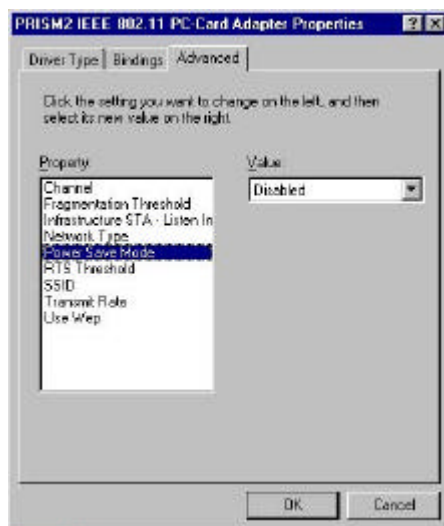 PRISM2 IEEE 802.11 PC-Card Adapter Properties
Driver Type
Bindings
Advanced
Click the setting you want to change on the left, and then
select its new value on the right.
Property:
Value:
Channel
Disabled
Fragmentation Threshold
Infrastructure STA - Listen In
Network Type
Power Save Mode
RTS Threshold
SSID
Transmit Rate
Use Wep
OK
Cancel